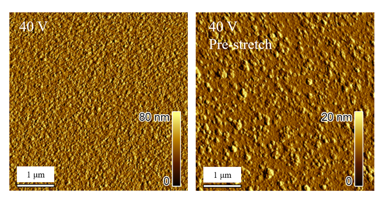 40 V
80 nm
0
1 μm
40 V
Pre-stretch
20 nm
0
1 μm